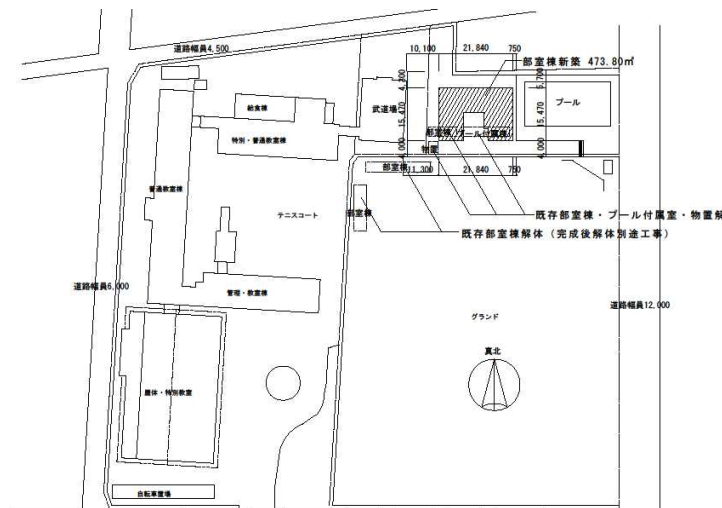 道路幅員4,500
10,100 21,840 750
部室棟新築 473.80㎡
4,300
15,470
4,000
5,700
15,470
4,000
プール
武道場
給食棟
特別・普通教室棟
部室棟
プール付属室
物置
部室棟
11,300 21,840 750
普通教室棟
テニスコート
部室棟
既存部室棟・プール付属室・物置解
既存部室棟解体（完成後解体別途工事）
道路幅員6,000
管理・教室棟
道路幅員12,000
グランド
真北
屋体・特別教室
自転車置場